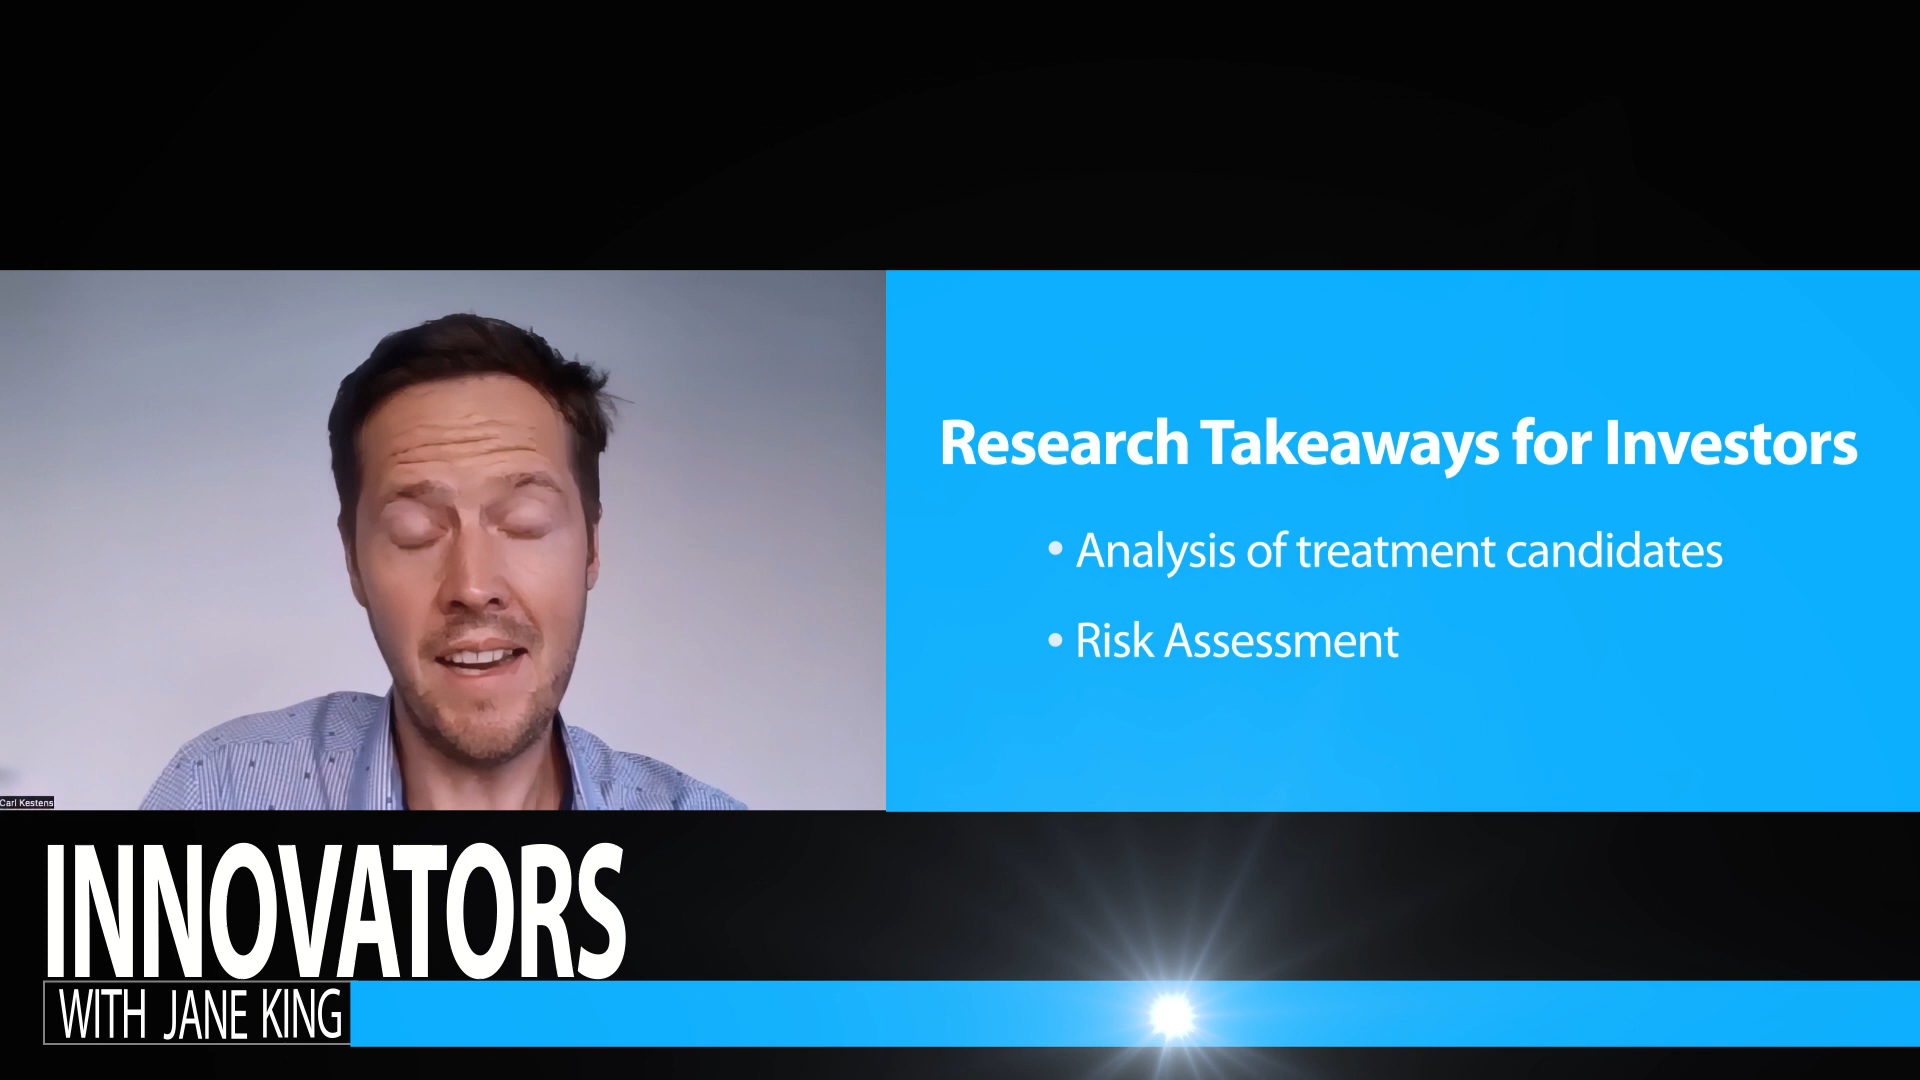 Research Takeaways for Investors
• Analysis of treatment candidates
• Risk Assessment
Carl Kestens
INNOVATORS
WITH JANE KING